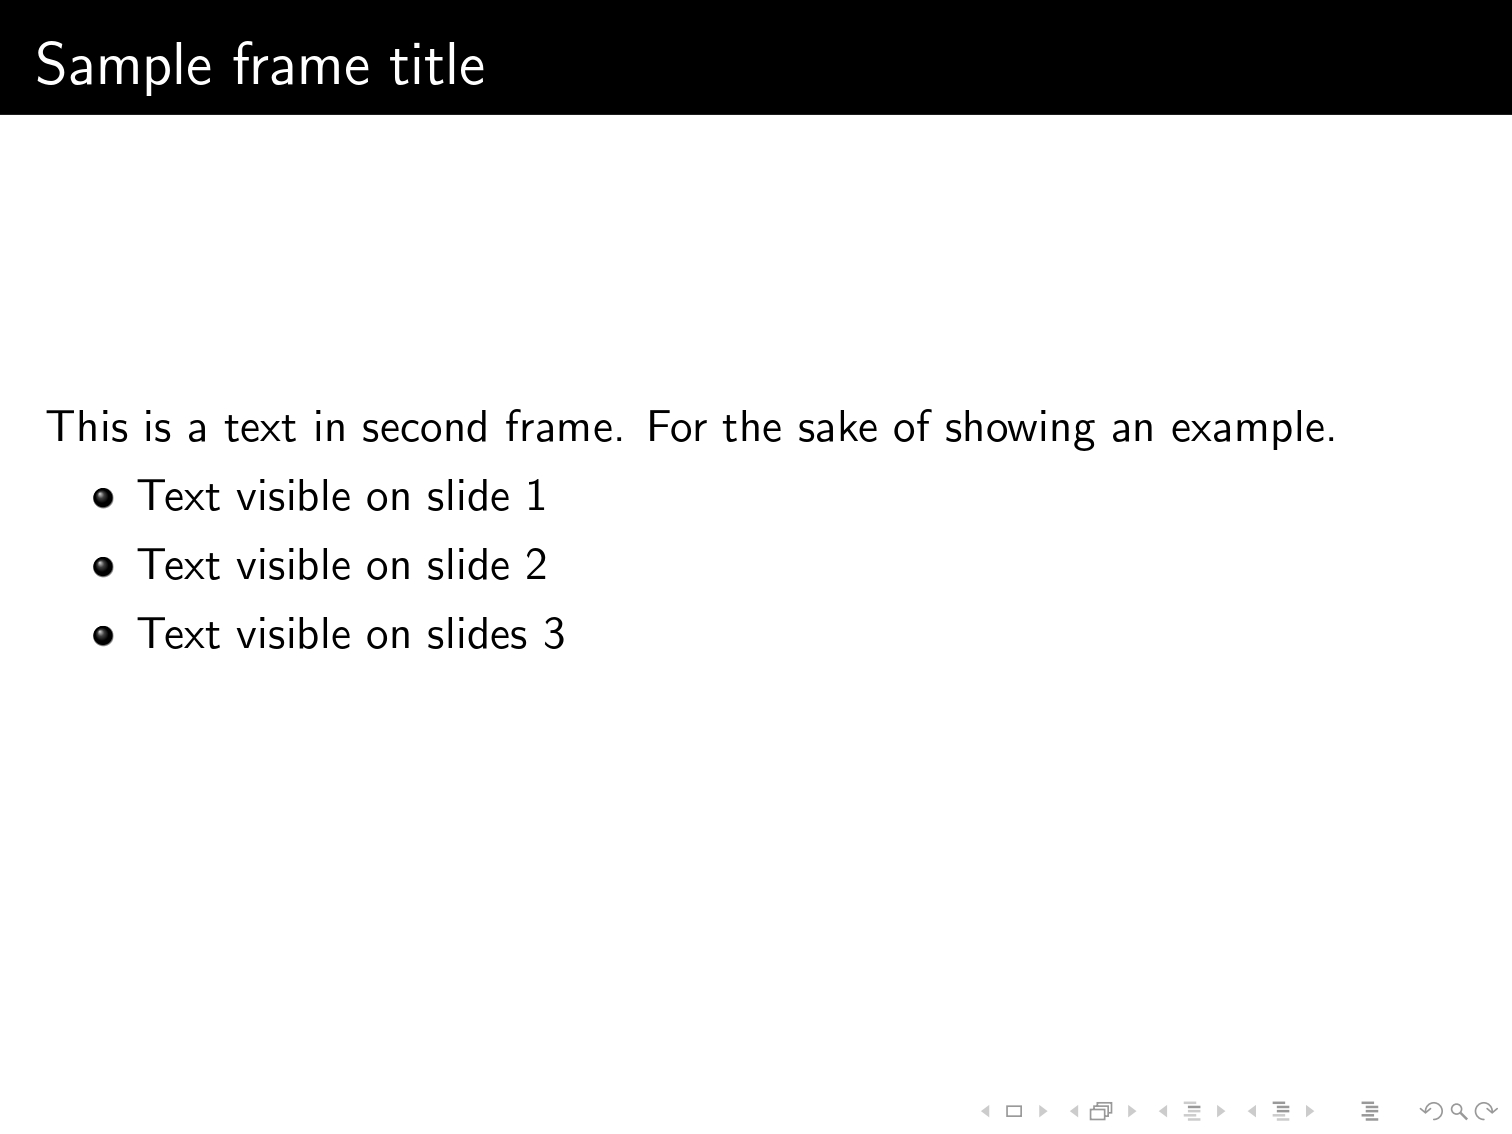 Sample frame title
This is a text in second frame. For the sake of showing an example.
Text visible on slide 1
Text visible on slide 2
Text visible on slides 3